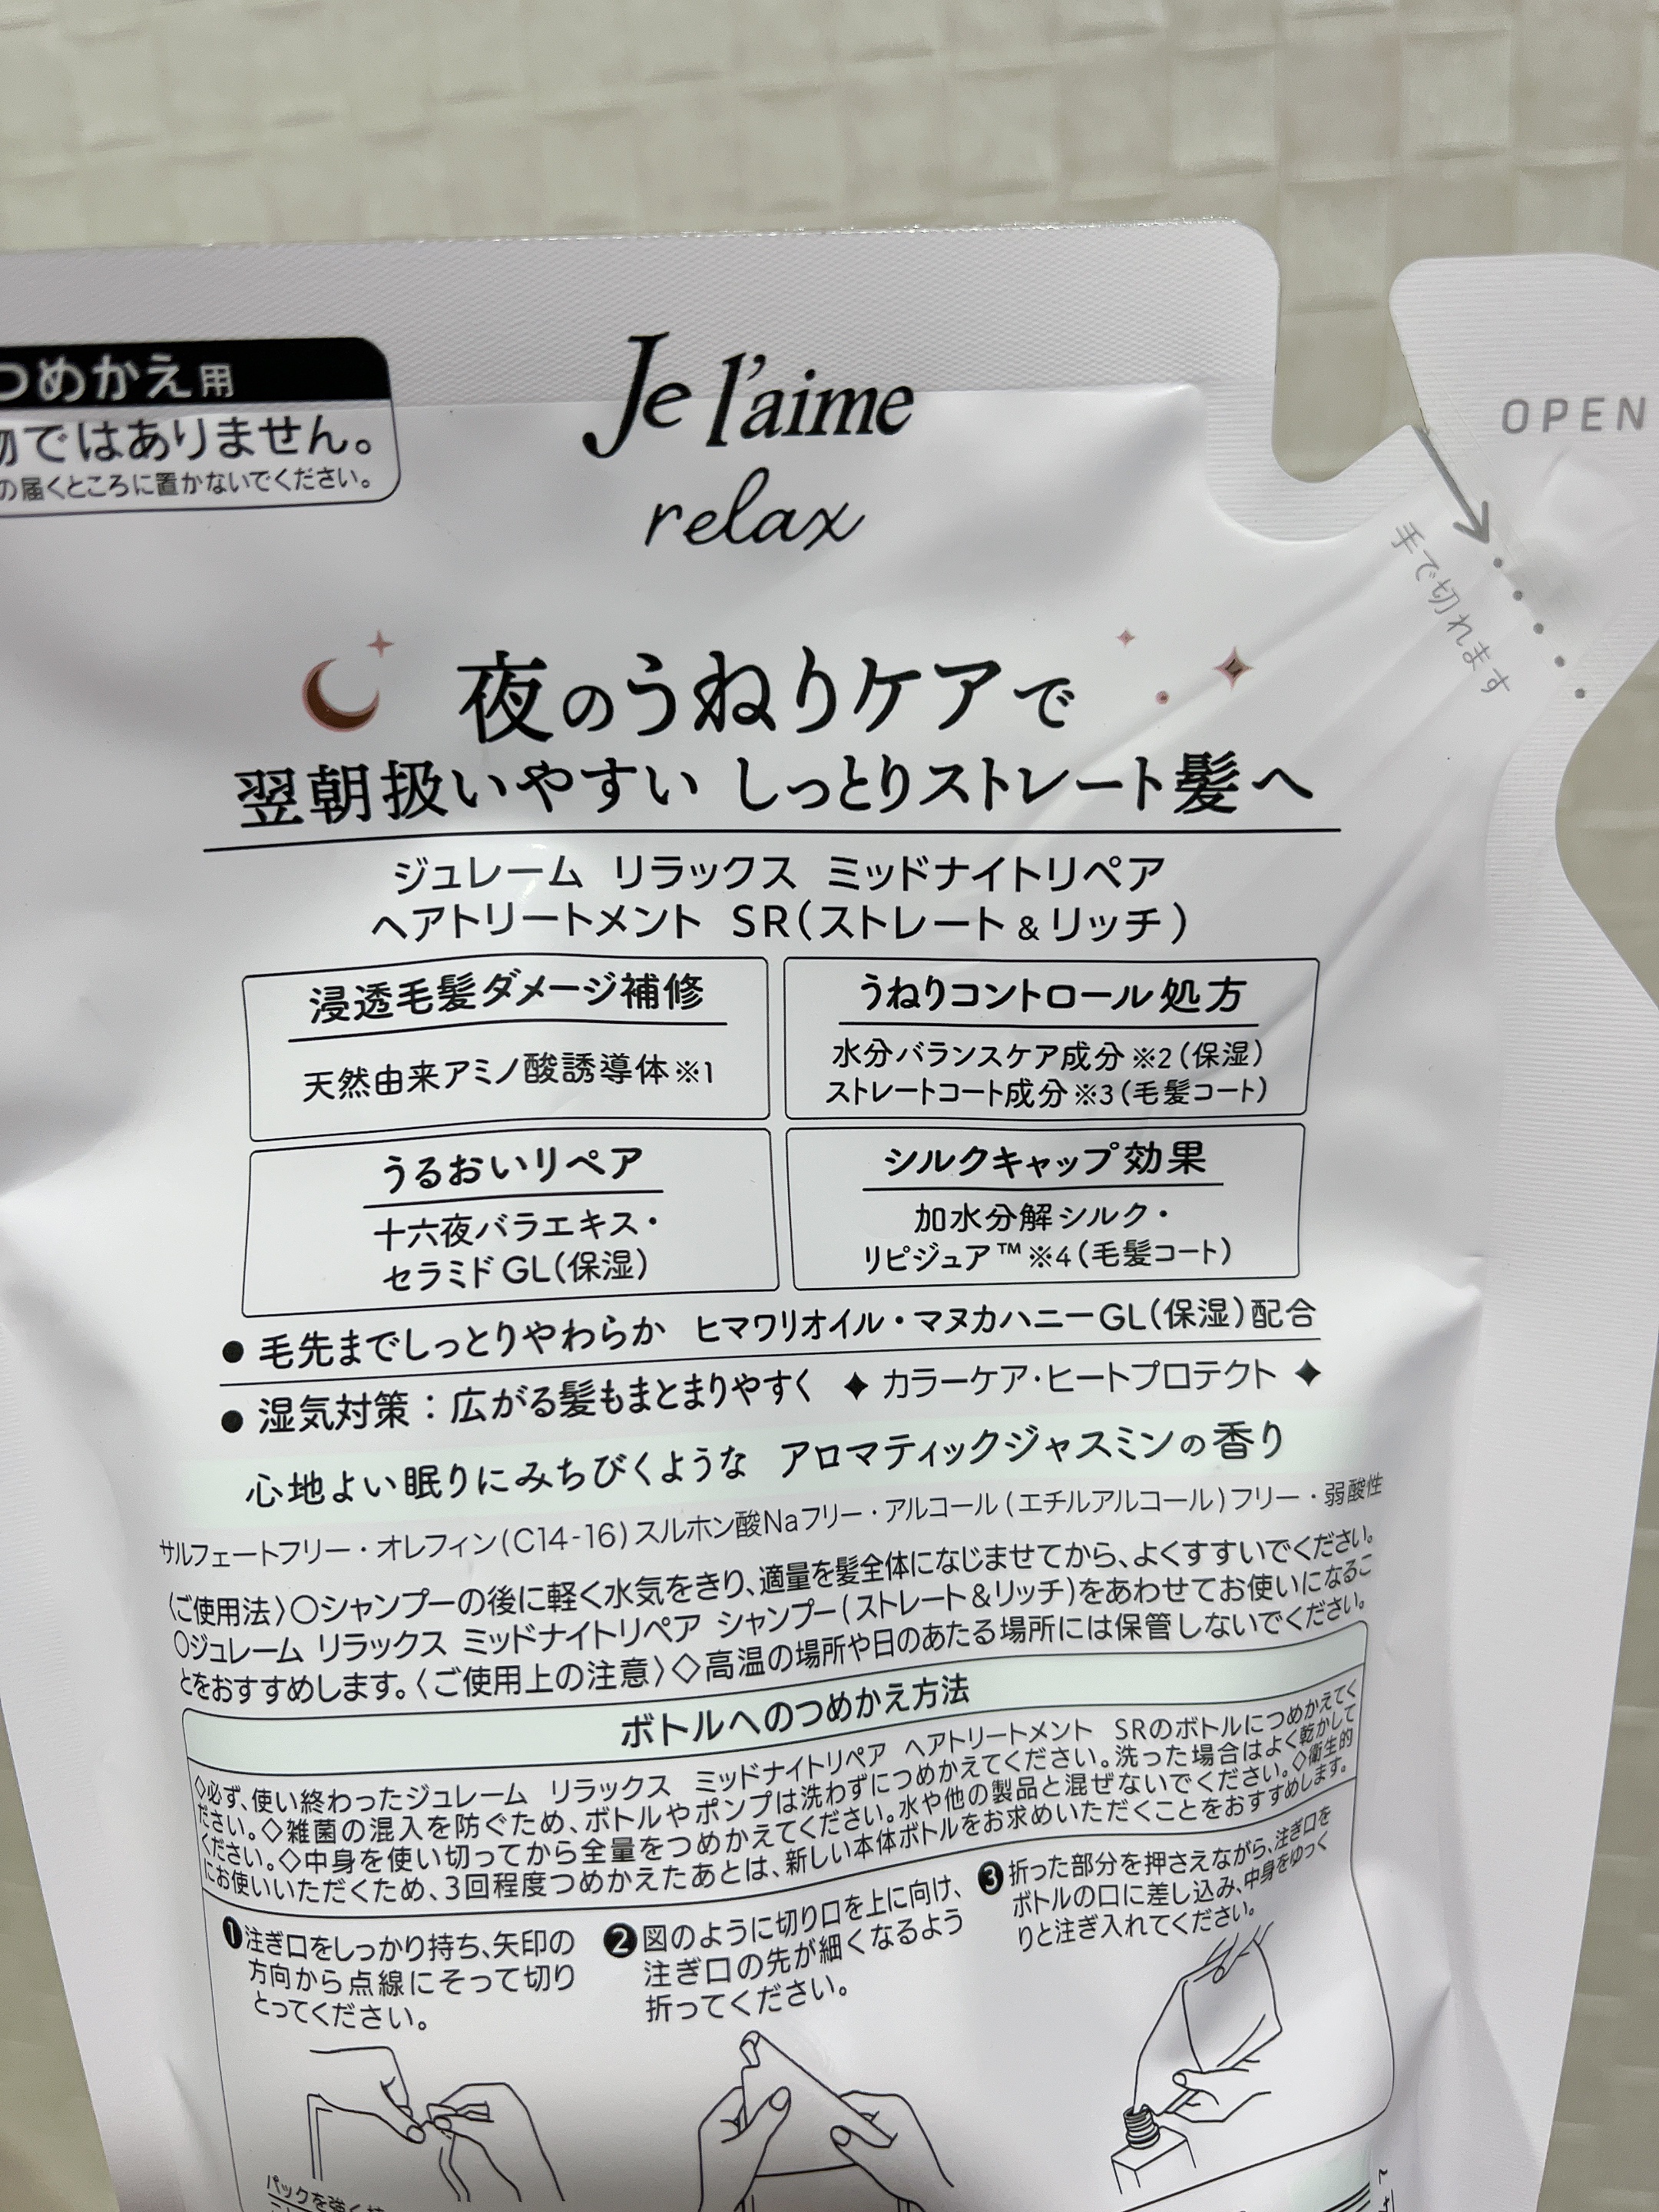 つめかえ用
物ではありません。
の届くところに置かないでください。
Je l'aime
relax
OPEN
手で切れます
夜のうねりケアで
翌朝扱いやすい しっとりストレート髪へ
ジュレーム リラックス ミッドナイトリペア
ヘアトリートメント SR(ストレート&リッチ)
浸透毛髪ダメージ補修
天然由来アミノ酸誘導体※1
うねりコントロール処方
水分バランスケア成分※2(保湿)
ストレートコート成分※3(毛髪コート)
うるおいリペア
十六夜バラエキス・
セラミドGL(保湿)
シルクキャップ効果
加水分解シルク・
リピジュア™※4(毛髪コート)
● 毛先までしっとりやわらか ヒマワリオイル・マヌカハニーGL(保湿)配合
● 湿気対策:広がる髪もまとまりやすく ✦ カラーケア・ヒートプロテクト ✦
心地よい眠りにみちびくような アロマティックジャスミンの香り
サルフェートフリー・オレフィン(C14-16)スルホン酸Naフリー・アルコール(エチルアルコール)フリー・弱酸性
〈ご使用法〉○シャンプーの後に軽く水気をきり、適量を髪全体になじませてから、よくすすいでください。
○ジュレーム リラックス ミッドナイトリペア シャンプー(ストレート&リッチ)をあわせてお使いになるこ
とをおすすめします。〈ご使用上の注意〉◇高温の場所や日のあたる場所には保管しないでください。
ボトルへのつめかえ方法
◇必ず、使い終わったジュレーム リラックス ミッドナイトリペア ヘアトリートメント SRのボトルにつめかえてく
ださい。◇雑菌の混入を防ぐため、ボトルやポンプは洗わずにつめかえてください。洗った場合はよく乾かして
ください。◇中身を使い切ってから全量をつめかえてください。水や他の製品と混ぜないでください。◇衛生的
にお使いいただくため、3回程度つめかえたあとは、新しい本体ボトルをお求めいただくことをおすすめします。
❶注ぎ口をしっかり持ち、矢印の
方向から点線にそって切り
とってください。
❷図のように切り口を上に向け、
注ぎ口の先が細くなるよう
折ってください。
❸折った部分を押さえながら、注ぎ口を
ボトルの口に差し込み、中身をゆっく
りと注ぎ入れてください。
パックを強く